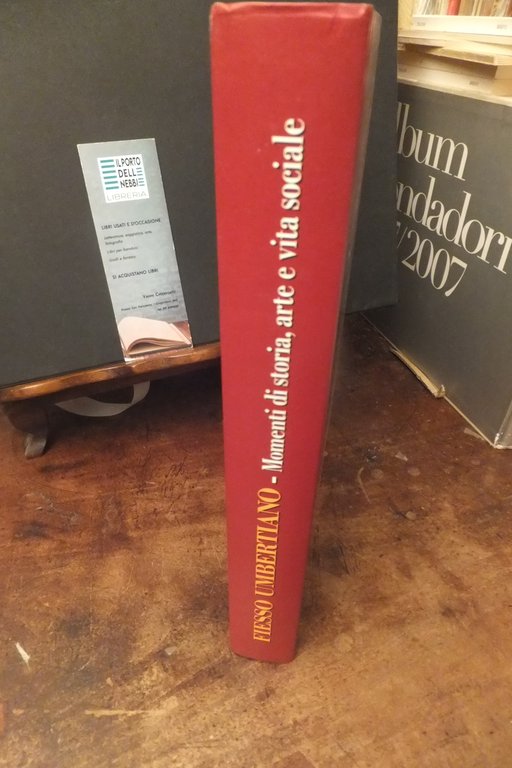 FIESSO UMBERTIANO - Momenti di storia, arte e vita sociale
IL PORTO
DELLE
NEBBIE
LIBRERIA
LIBRI USATI E D'OCCASIONE
fotografia
SI ACQUISTANO LIBRI
lbum
ndadori
/2007